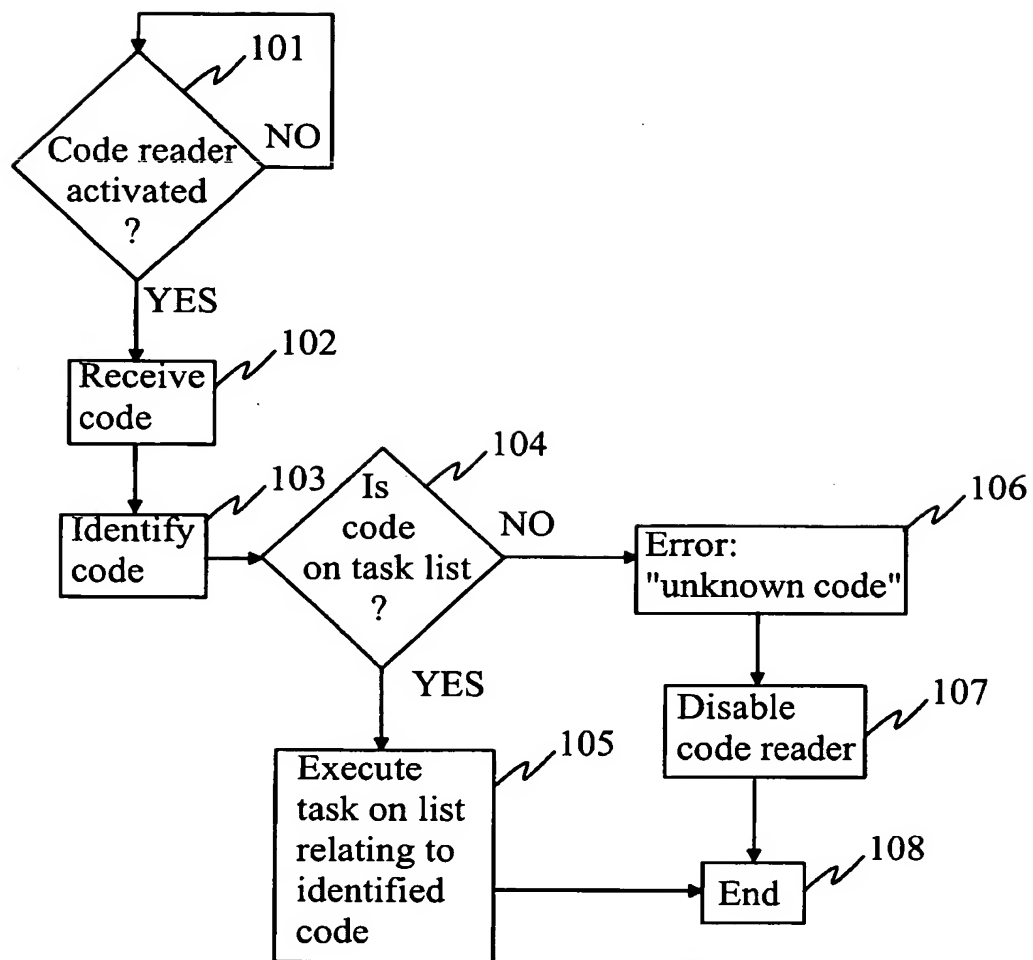 101
Code reader
activated
?
NO
YES
102
Receive
code
103
Identify
code
104
Is
code
on task list
?
NO
106
Error:
"unknown code"
YES
107
Disable
code reader
105
Execute
task on list
relating to
identified
code
108
End